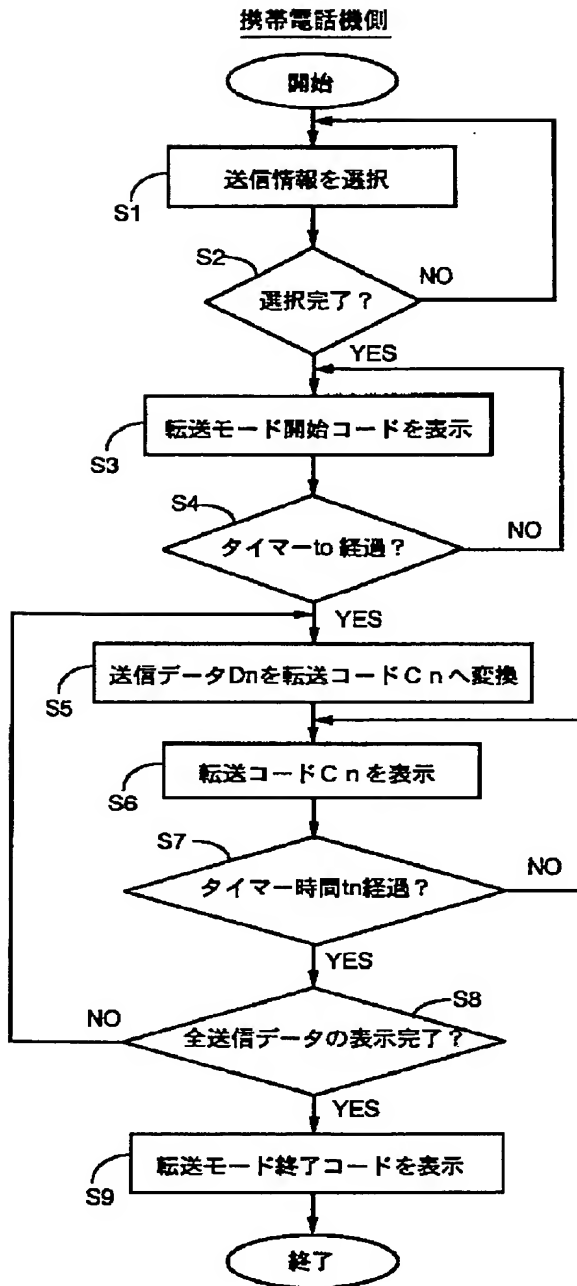 携帯電話機側
開始
送信情報を選択
S1
S2
NO
選択完了？
YES
転送モード開始コードを表示
S3
S4
NO
タイマーto 経過？
YES
送信データDnを転送コードＣｎへ変換
S5
転送コードＣｎを表示
S6
S7
NO
タイマー時間tn経過？
YES
S8
NO
全送信データの表示完了？
YES
転送モード終了コードを表示
S9
終了